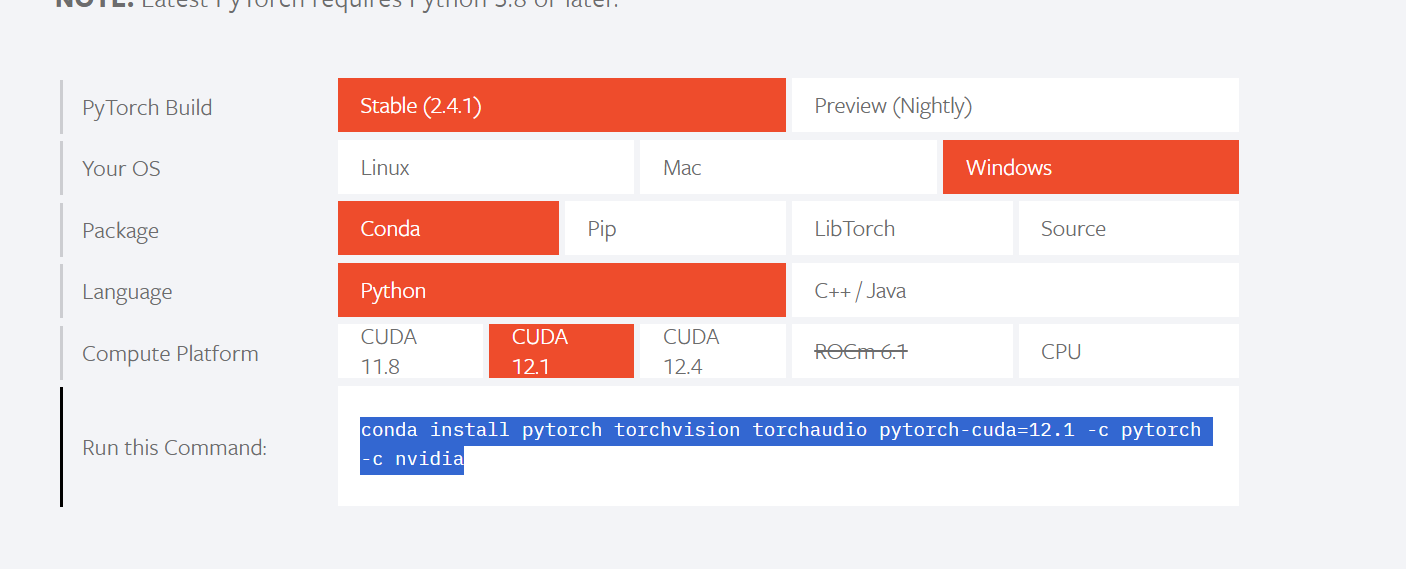 NOTE: Latest PyTorch requires Python 3.8 or later.
PyTorch Build
Stable (2.4.1)
Preview (Nightly)
Your OS
Linux
Mac
Windows
Package
Conda
Pip
LibTorch
Source
Language
Python
C++ / Java
Compute Platform
CUDA
11.8
CUDA
12.1
CUDA
12.4
ROCm 6.1
CPU
Run this Command:
conda install pytorch torchvision torchaudio pytorch-cuda=12.1 -c pytorch
-c nvidia